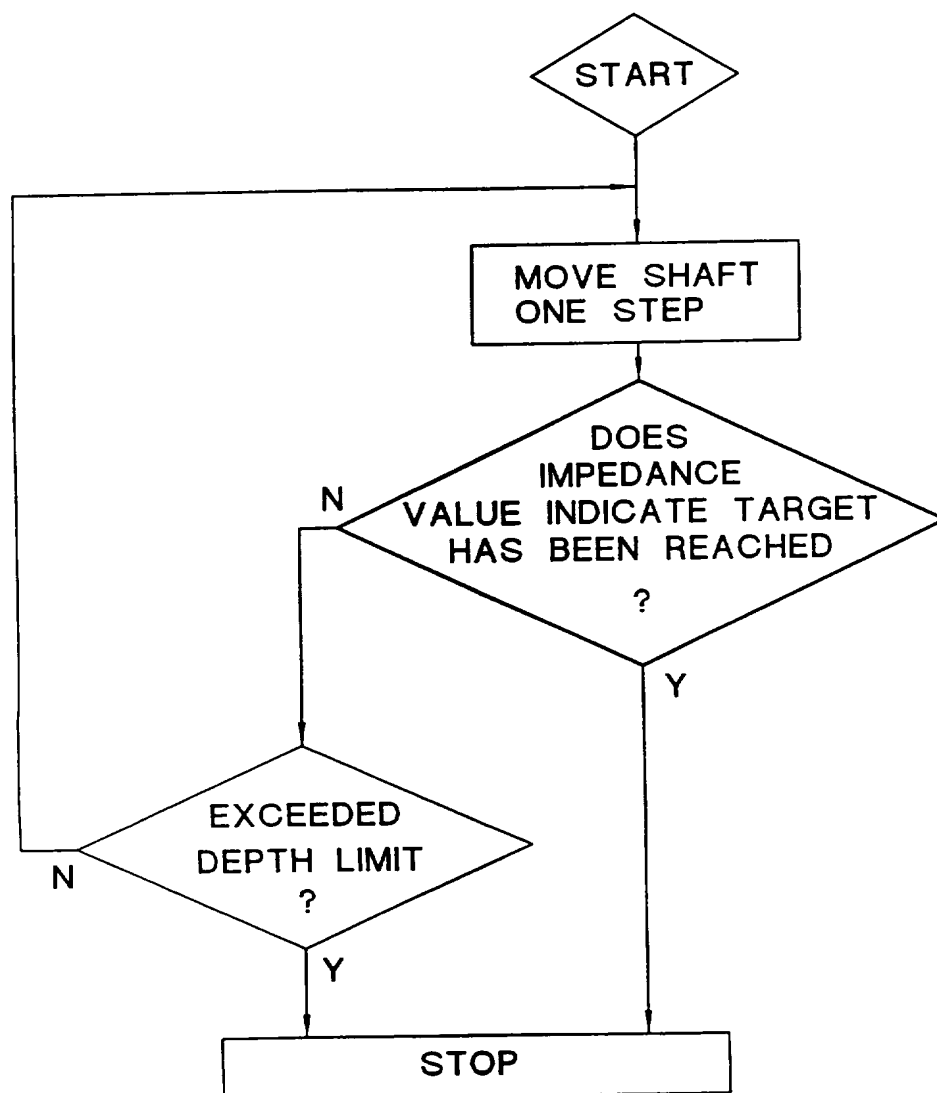 START
MOVE SHAFT
ONE STEP
DOES
IMPEDANCE
VALUE INDICATE TARGET
HAS BEEN REACHED
?
N
Y
EXCEEDED
DEPTH LIMIT
?
N
Y
STOP